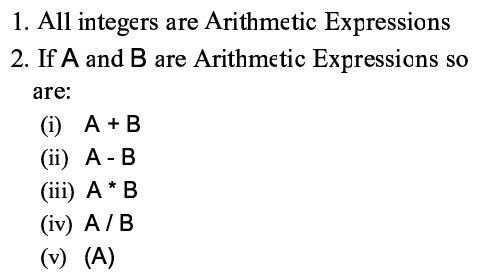 1. All integers are Arithmetic Expressions
2. If A and B are Arithmetic Expressions so
are:
(i) A + B
(ii) A - B
(iii) A * B
(iv) A / B
(v) (A)